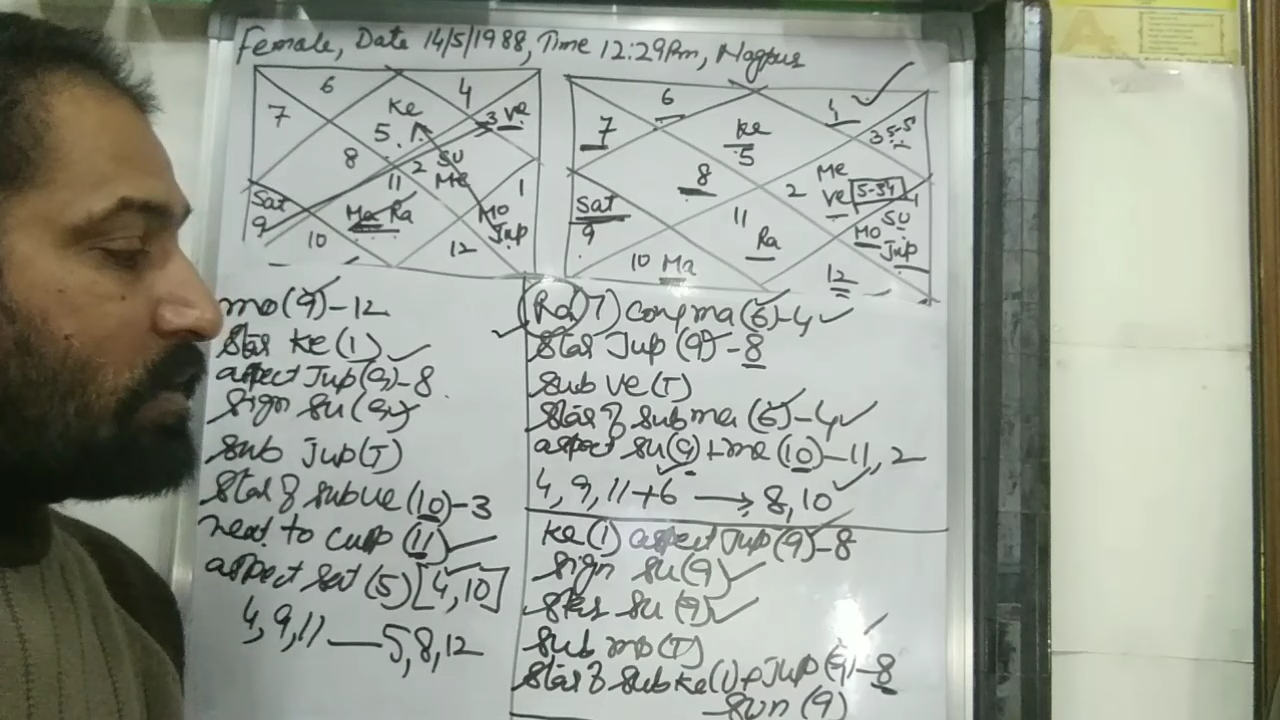 Female, Date 14/5/1988, Time 12:29Pm, Nagpur
6
4
7
Ke
5
3 Ve
8
2
Su
Me
11
1
Sat
9
Ma Ra
Mo
Jup
10
12
6
4
7
Ke
5
3
8
2
Me
Ve 5-34
1
Su
Sat
9
11
Ra
Mo
Jup
10 Ma
12
mo(9)-12
Star Ke(1)
aspect Jup(9)-8
Sign Su(9)
Sub Jup(T)
Star of sub ve(10)-3
near to cusp (11)
aspect Sat(5)[4,10]
4,9,11 — 5,8,12
Ra(7) conj ma(6)-4
Star Jup(9)-8
Sub Ve(T)
Star of sub ma(6)-4
aspect Su(9)+me(10)-11,2
4,9,11+6 → 8,10
Ke(1) aspect Jup(9)-8
Sign Su(9)
Star Su(9)
Sub mo(T)
Star of sub Ke(1) Jup(9)-8
Sun(9)